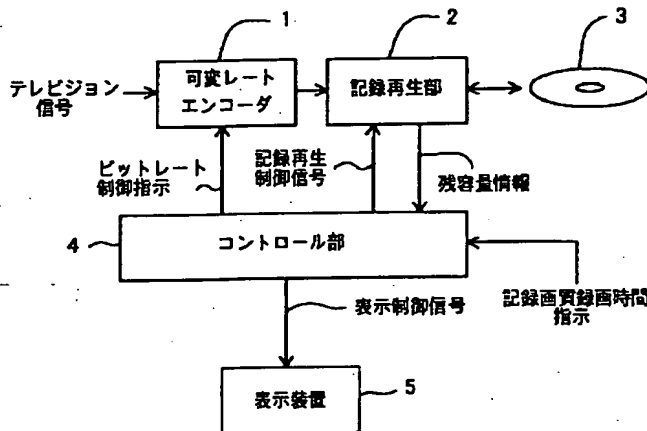 1
2
3
テレビジョン
信号
可変レート
エンコーダ
記録再生部
ビットレート
制御指示
記録再生
制御信号
残容量情報
4
コントロール部
記録画質録画時間
指示
表示制御信号
表示装置
5